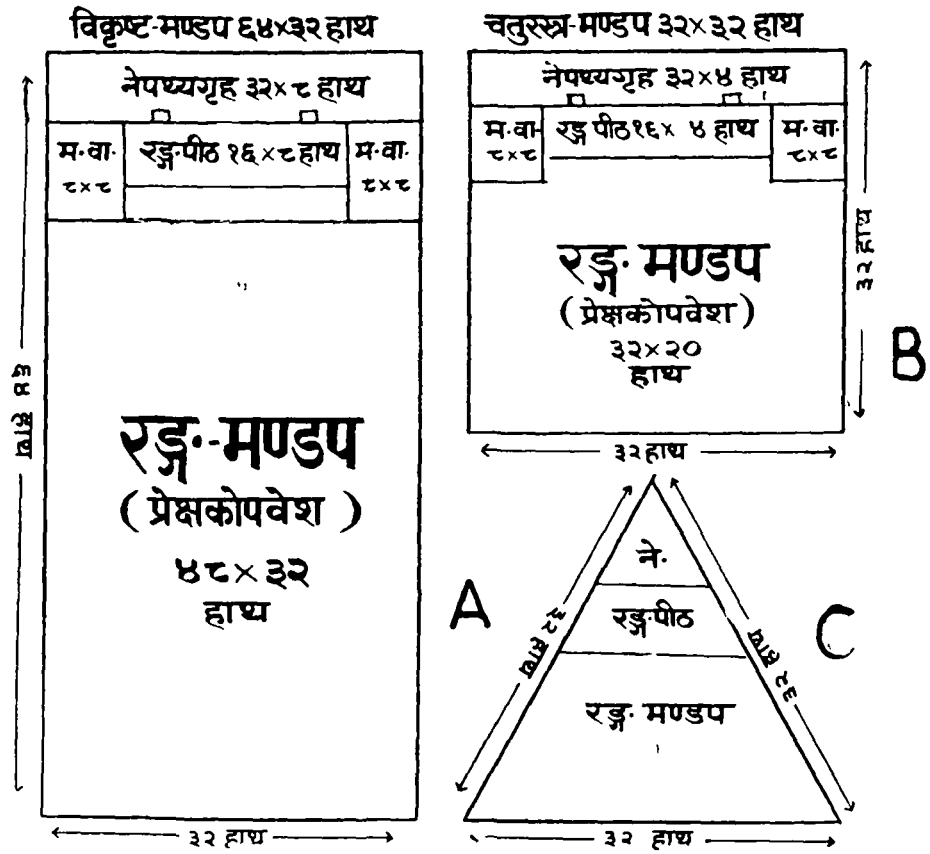 विकृष्ट-मण्डप ६४×३२ हाथ
नेपथ्यगृह ३२×८ हाथ
म॰वा॰
८×८
रङ्ग॰पीठ १६×८ हाथ
म॰वा॰
८×८
६४ हाथ
रङ्ग॰-मण्डप
(प्रेक्षकोपवेश)
४८×३२
हाथ
३२ हाथ
A
चतुरस्त्र-मण्डप ३२×३२ हाथ
नेपथ्यगृह ३२×४ हाथ
म॰वा॰
८×८
रङ्ग पीठ १६× ४ हाथ
म॰वा॰
८×८
रङ्ग॰ मण्डप
(प्रेक्षकोपवेश)
३२×२०
हाथ
३२ हाथ
३२ हाथ
B
ने॰
रङ्ग॰पीठ
रङ्ग॰ मण्डप
३२ हाथ
३२ हाथ
३२ हाथ
C